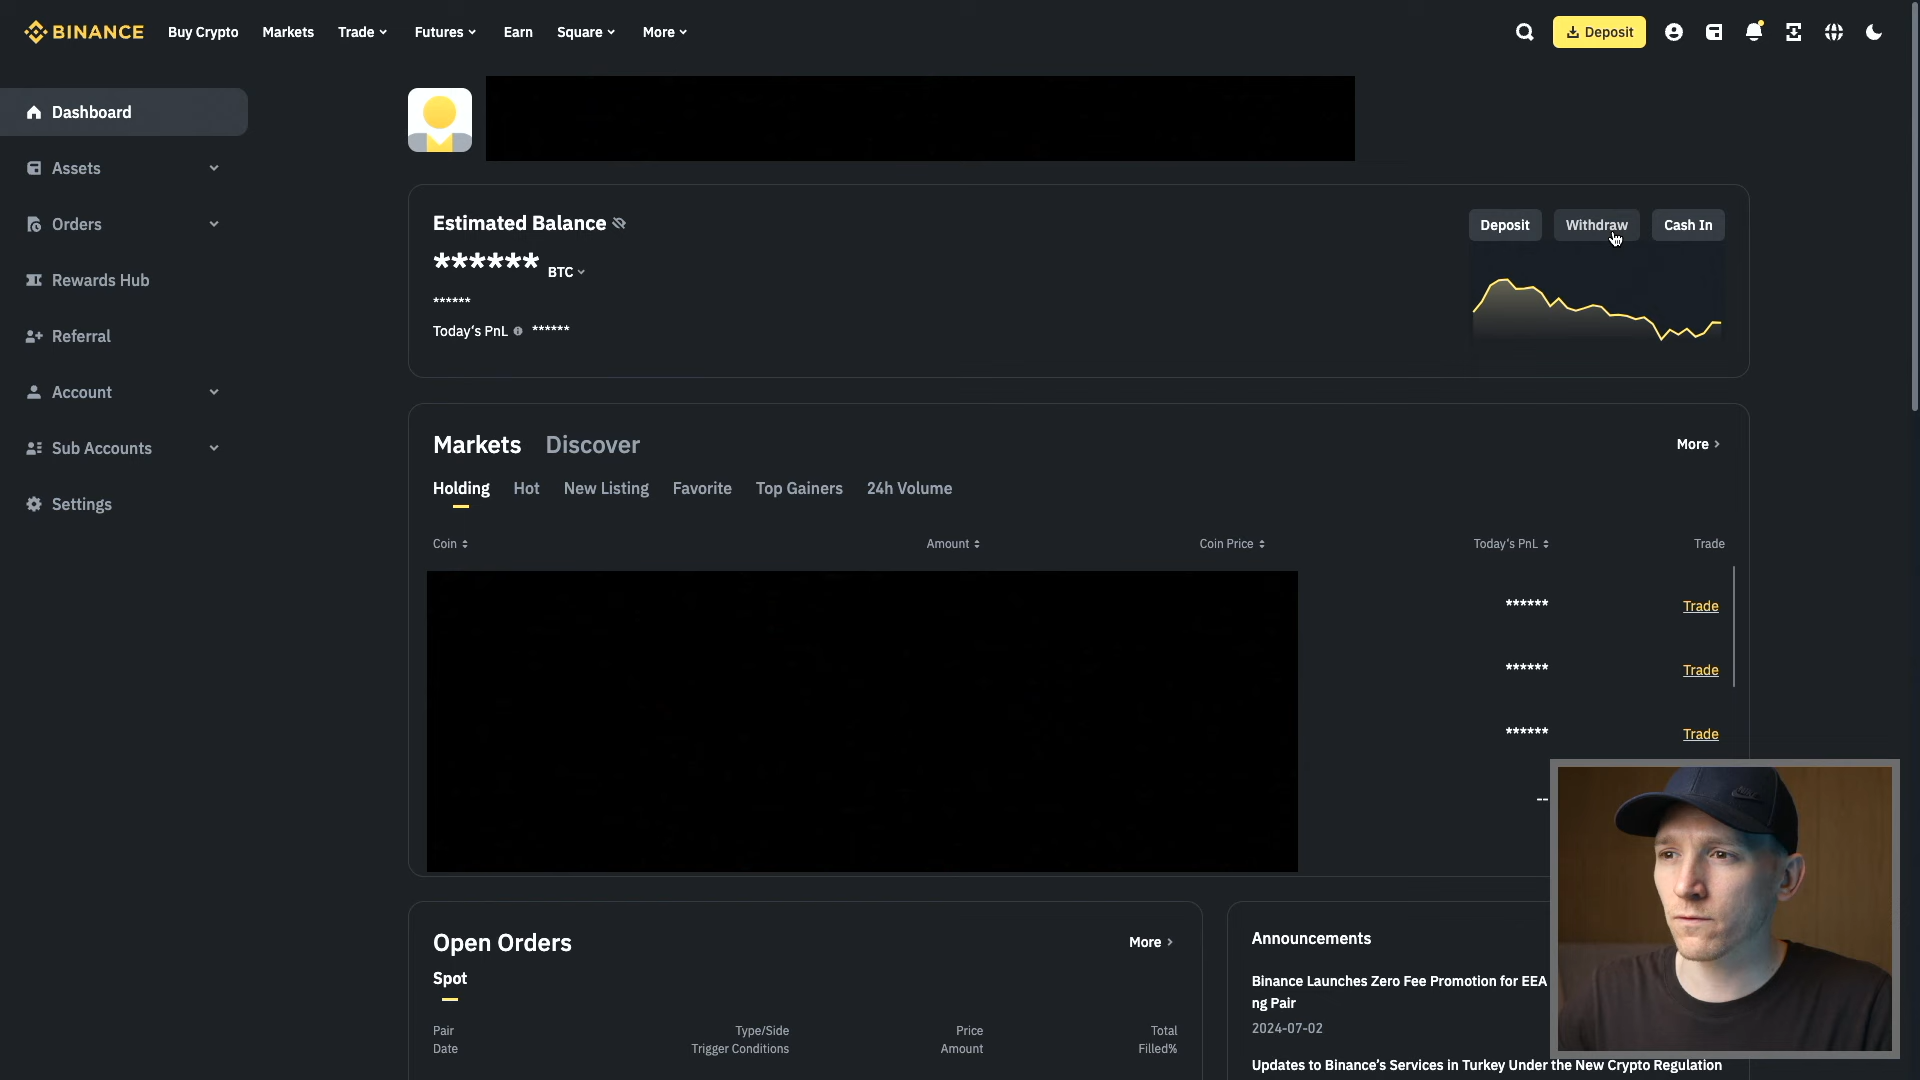 BINANCE Buy Crypto Markets Trade Futures Earn Square More Deposit
Dashboard
Assets
Orders
Rewards Hub
Referral
Account
Sub Accounts
Settings
Estimated Balance
Deposit Withdraw Cash In
****** BTC
******
Today's PnL ******
Markets Discover
More
Holding Hot New Listing Favorite Top Gainers 24h Volume
Coin Amount Coin Price Today's PnL Trade
****** Trade
****** Trade
****** Trade
--
Open Orders
More
Spot
Pair Type/Side Price Total
Date Trigger Conditions Amount Filled%
Announcements
Binance Launches Zero Fee Promotion for EEA
ng Pair
2024-07-02
Updates to Binance's Services in Turkey Under the New Crypto Regulation